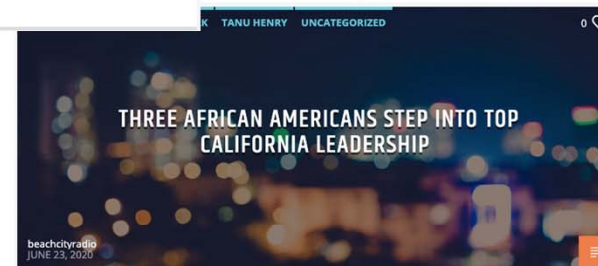 K TANU HENRY UNCATEGORIZED
0
THREE AFRICAN AMERICANS STEP INTO TOP
CALIFORNIA LEADERSHIP
beachcityradio
JUNE 23, 2020